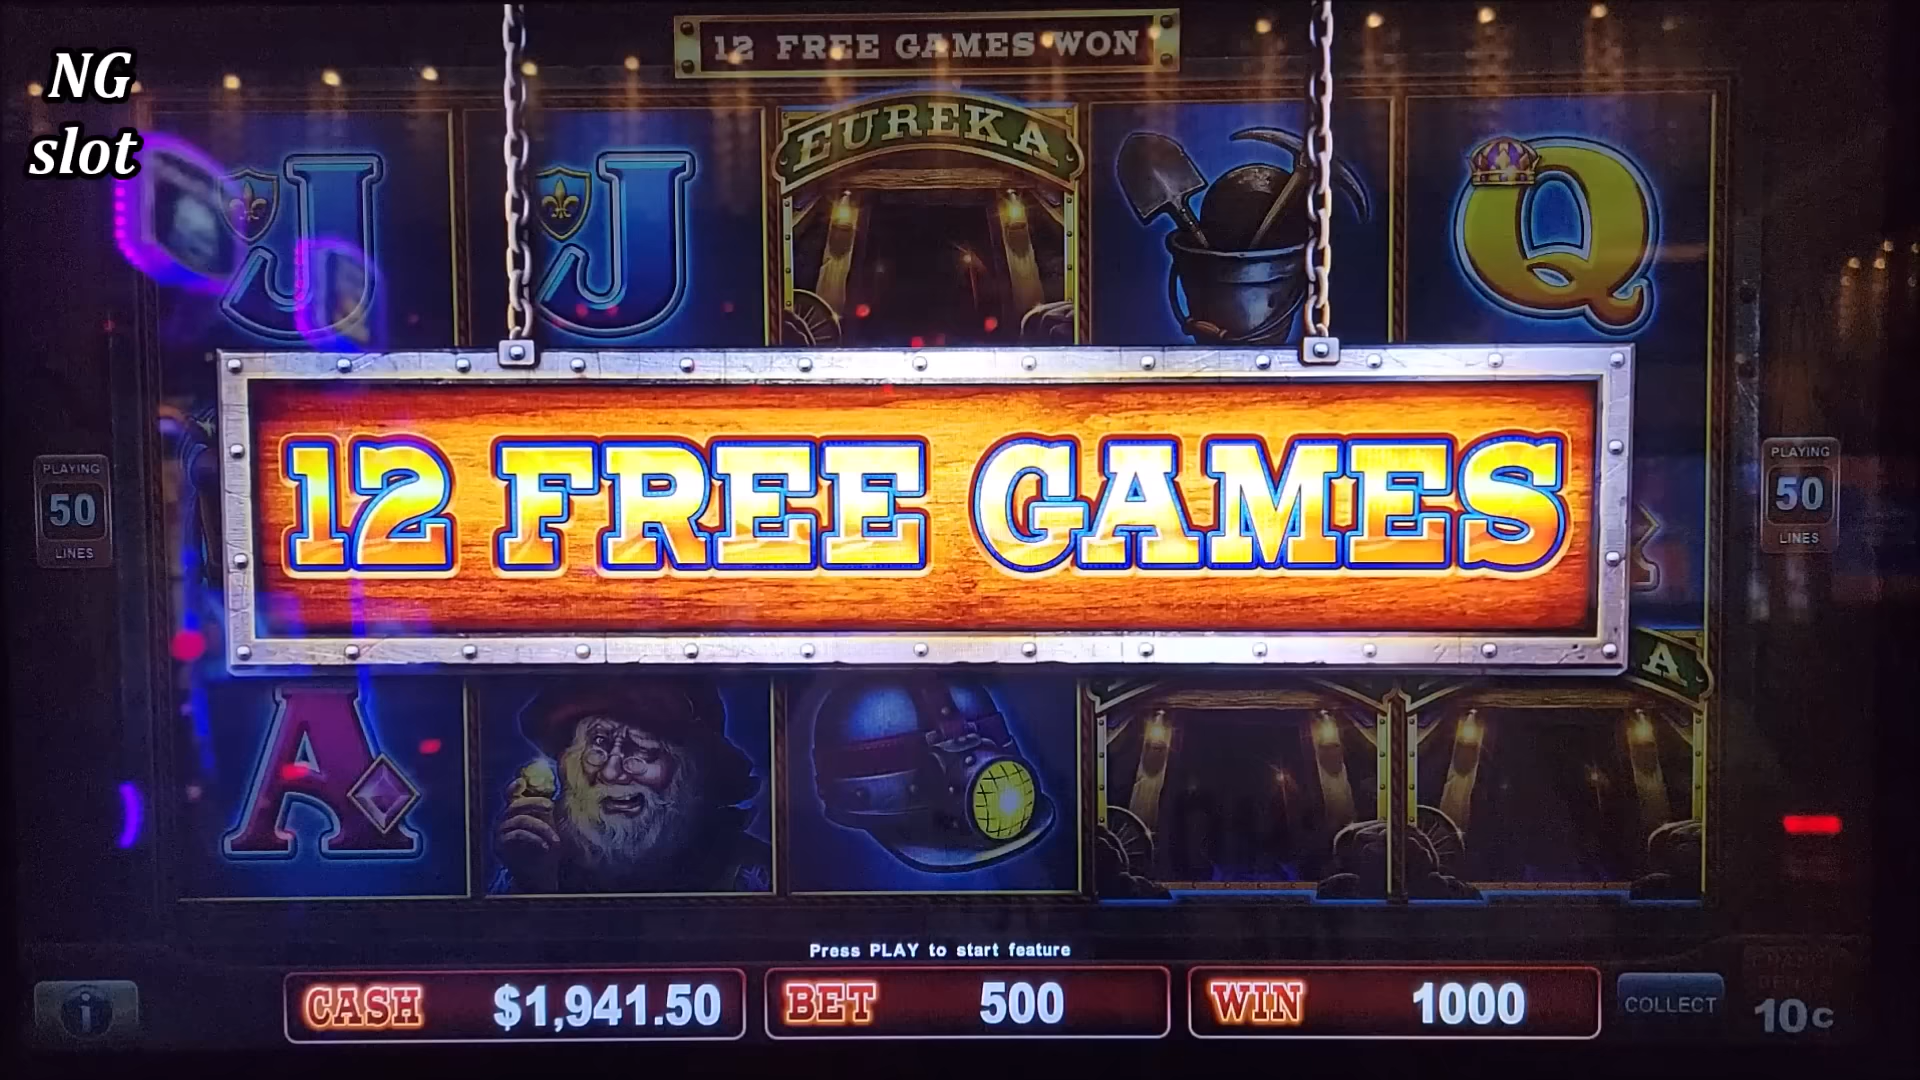 NG
slot
12 FREE GAMES WON
J
J
EUREKA
Q
PLAYING
50
LINES
12 FREE GAMES
PLAYING
50
LINES
A
A
Press PLAY to start feature
i
CASH $1,941.50
BET 500
WIN 1000
COLLECT
10c